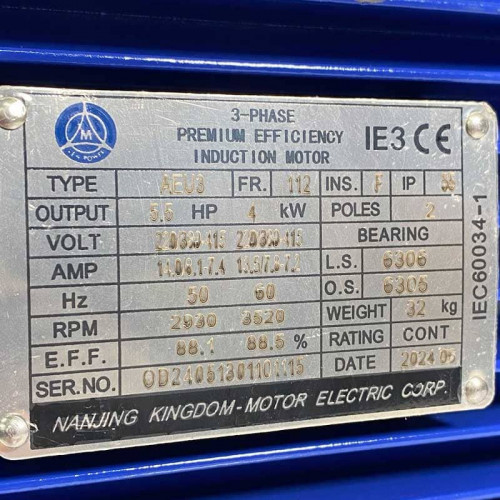 M
3-PHASE
PREMIUM EFFICIENCY
INDUCTION MOTOR
IE3 CE
TYPE AEU3 FR. 112 INS. F IP
OUTPUT 5.5 HP 4 kW POLES 2
VOLT BEARING
AMP L.S. 6306
Hz 50 60 O.S. 6305
RPM 2930 3520 WEIGHT 32 kg
E.F.F. 88.1 88.5 % RATING CONT
SER.NO. DATE 2024.05
NANJING KINGDOM-MOTOR ELECTRIC CORP.
IEC60034-1